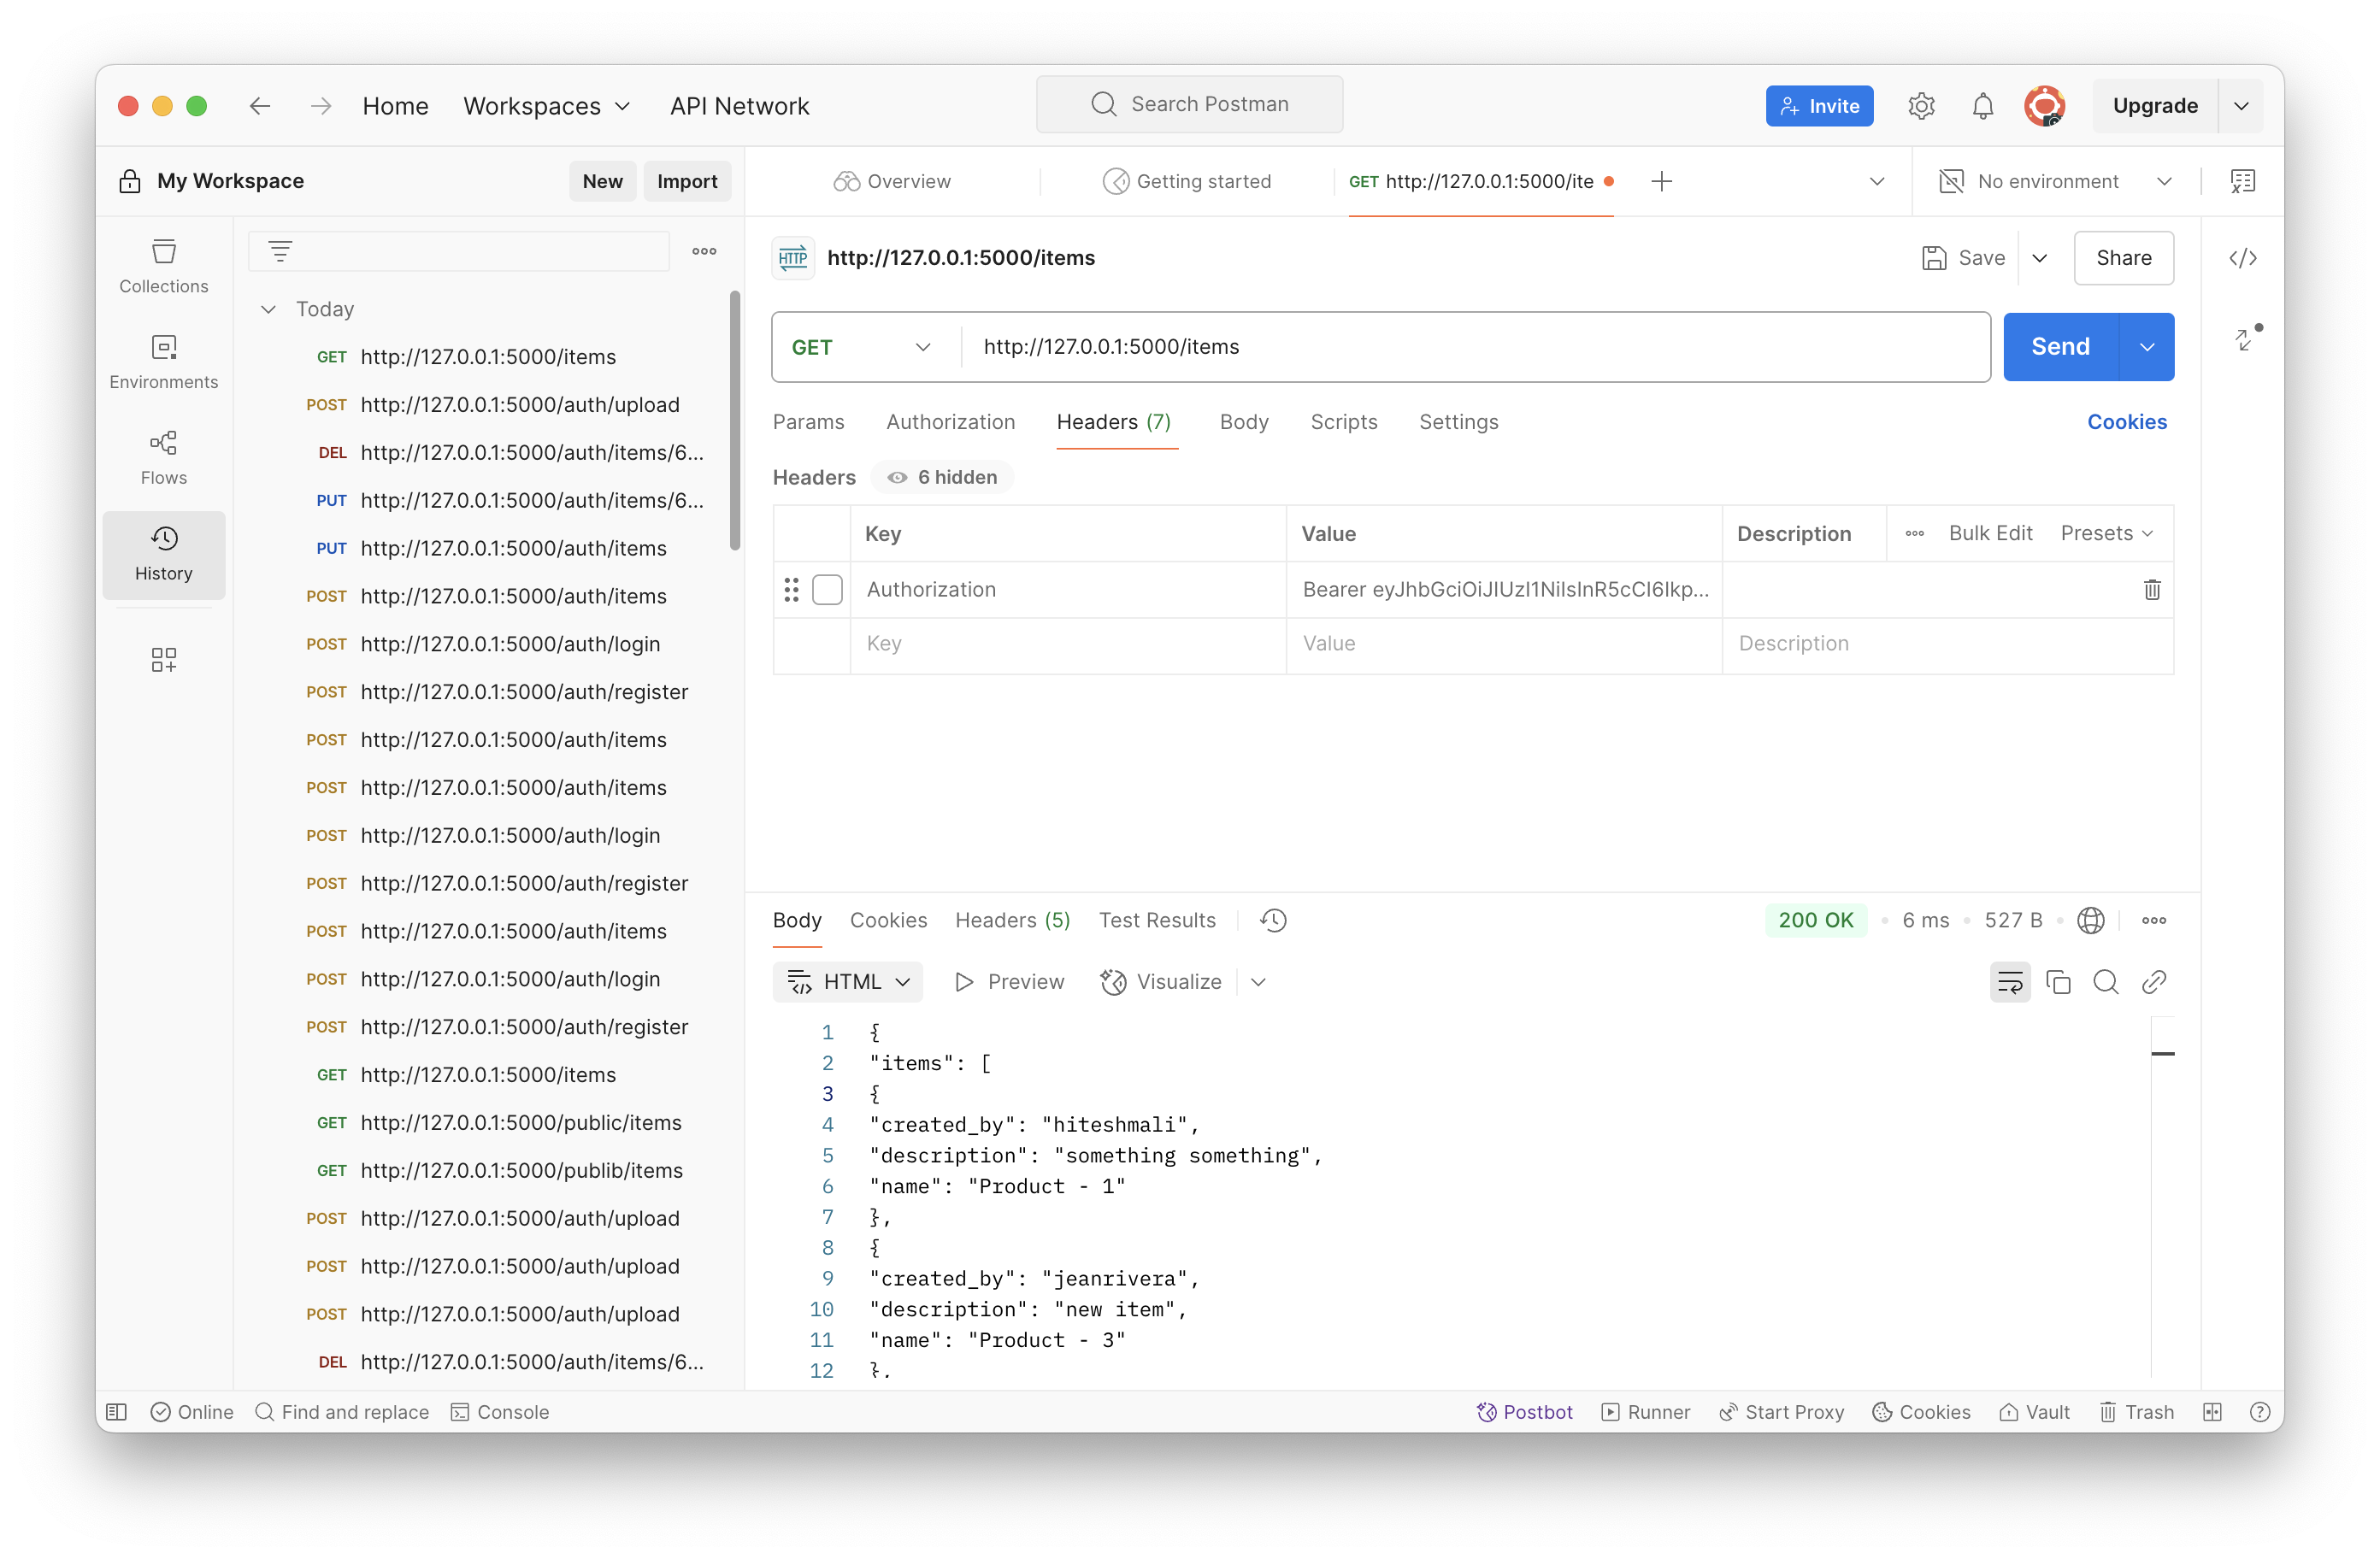 Home Workspaces API Network Search Postman Invite Upgrade
My Workspace New Import Overview Getting started GET http://127.0.0.1:5000/ite No environment
Collections
Environments
Flows
History
Today
GET http://127.0.0.1:5000/items
POST http://127.0.0.1:5000/auth/upload
DEL http://127.0.0.1:5000/auth/items/6...
PUT http://127.0.0.1:5000/auth/items/6...
PUT http://127.0.0.1:5000/auth/items
POST http://127.0.0.1:5000/auth/items
POST http://127.0.0.1:5000/auth/login
POST http://127.0.0.1:5000/auth/register
POST http://127.0.0.1:5000/auth/items
POST http://127.0.0.1:5000/auth/items
POST http://127.0.0.1:5000/auth/login
POST http://127.0.0.1:5000/auth/register
POST http://127.0.0.1:5000/auth/items
POST http://127.0.0.1:5000/auth/login
POST http://127.0.0.1:5000/auth/register
GET http://127.0.0.1:5000/items
GET http://127.0.0.1:5000/public/items
GET http://127.0.0.1:5000/publib/items
POST http://127.0.0.1:5000/auth/upload
POST http://127.0.0.1:5000/auth/upload
POST http://127.0.0.1:5000/auth/upload
DEL http://127.0.0.1:5000/auth/items/6...
HTTP http://127.0.0.1:5000/items Save Share
GET http://127.0.0.1:5000/items Send
Params Authorization Headers (7) Body Scripts Settings Cookies
Headers 6 hidden
Key Value Description Bulk Edit Presets
Authorization Bearer eyJhbGciOiJIUzI1NiIsInR5cCI6Ikp...
Key Value Description
Body Cookies Headers (5) Test Results 200 OK 6 ms 527 B
HTML Preview Visualize
1 {
2 "items": [
3 {
4 "created_by": "hiteshmali",
5 "description": "something something",
6 "name": "Product - 1"
7 },
8 {
9 "created_by": "jeanrivera",
10 "description": "new item",
11 "name": "Product - 3"
12 },
Online Find and replace Console Postbot Runner Start Proxy Cookies Vault Trash